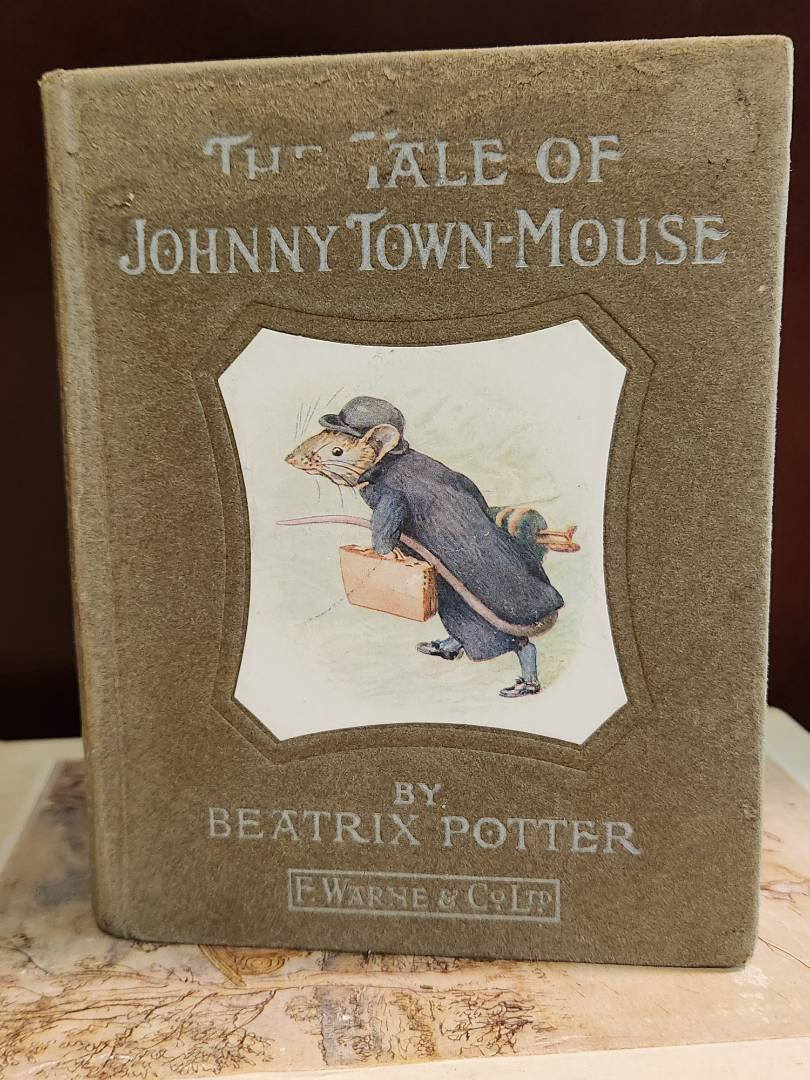 THE TALE OF
JOHNNY TOWN-MOUSE
BY
BEATRIX POTTER
F. WARNE & CO LTD